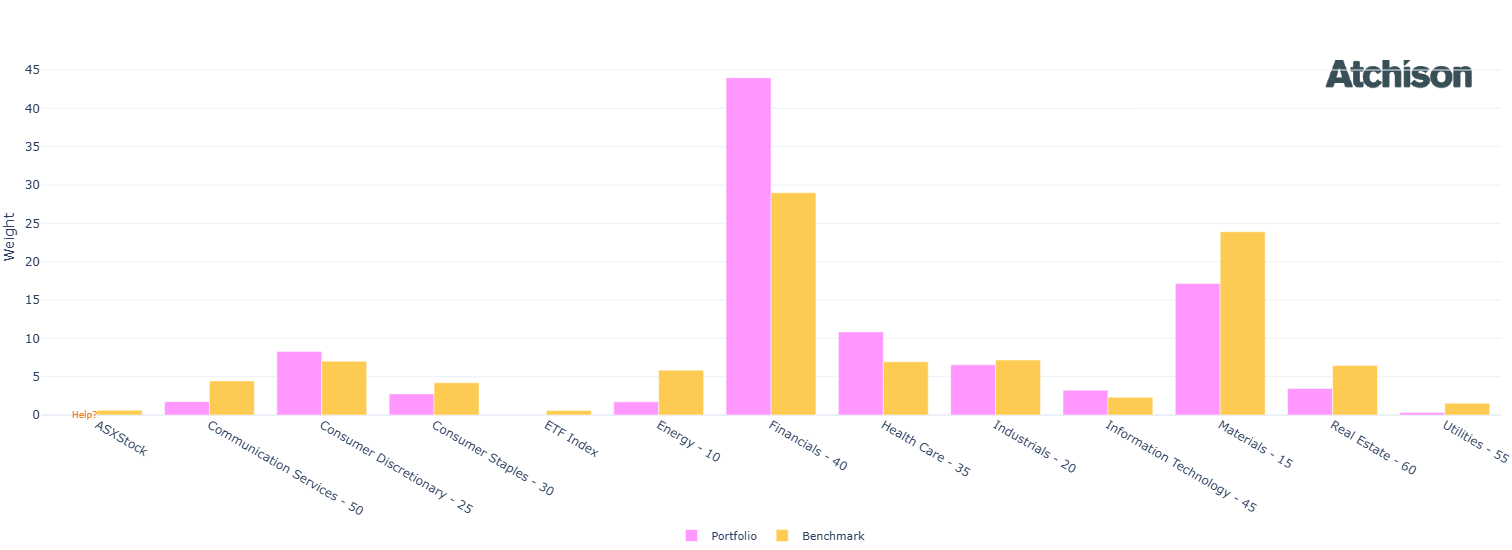 Atchison
Weight
45
40
35
30
25
20
15
10
5
0
Help?
ASXStock
Communication Services - 50
Consumer Discretionary - 25
Consumer Staples - 30
ETF Index
Energy - 10
Financials - 40
Health Care - 35
Industrials - 20
Information Technology - 45
Materials - 15
Real Estate - 60
Utilities - 55
Portfolio
Benchmark